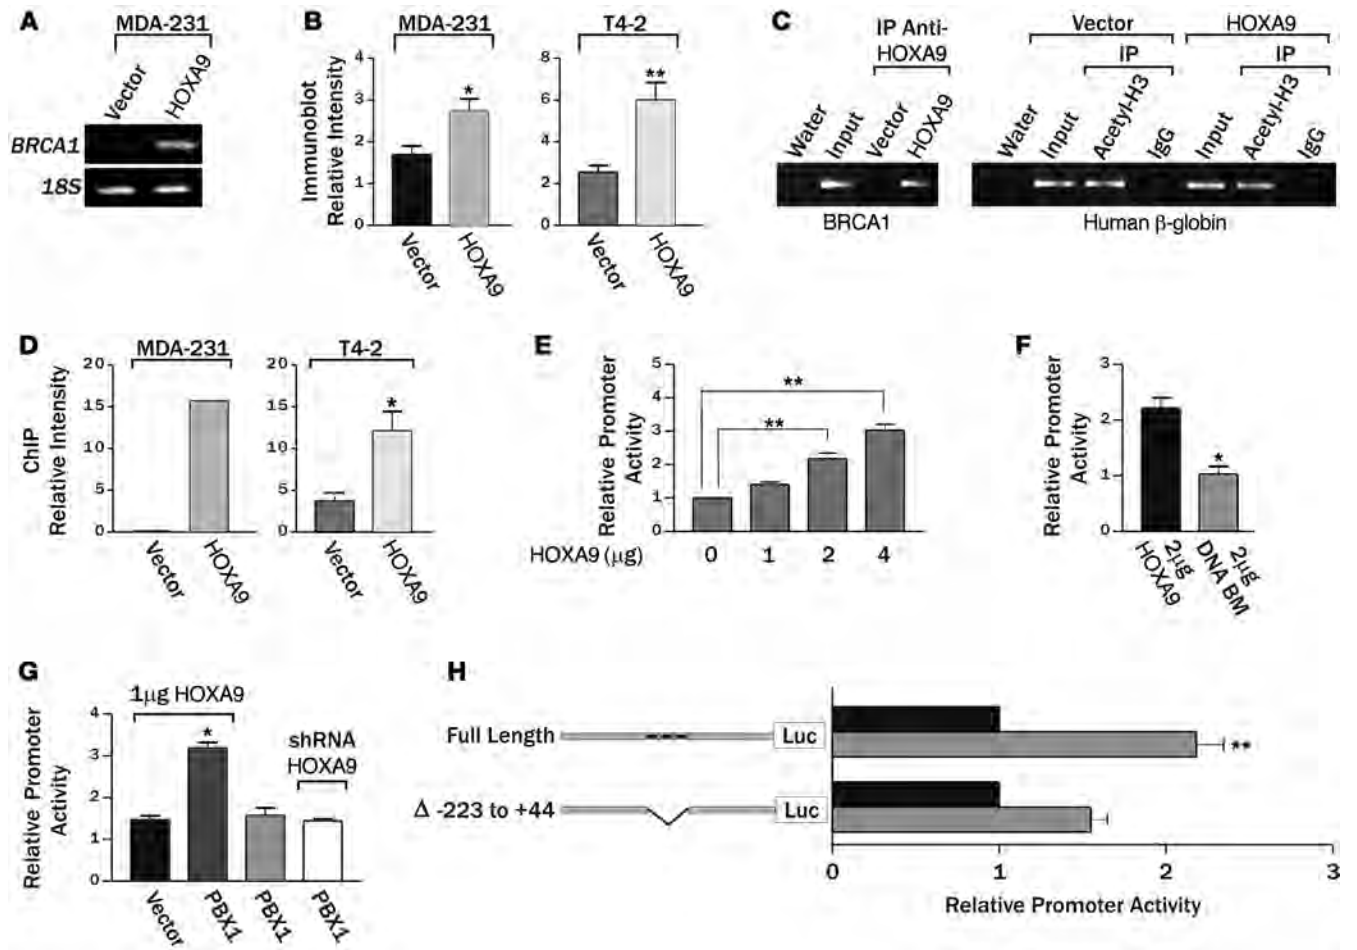 A
MDA-231
Vector
HOXA9
BRCA1
18S
B
MDA-231
T4-2
Immunoblot
Relative Intensity
4
3
2
1
0
*
Vector
HOXA9
8
6
4
2
0
**
Vector
HOXA9
C
IP Anti-
HOXA9
Water
Input
Vector
HOXA9
BRCA1
Vector
HOXA9
IP
IP
Water
Input
Acetyl-H3
IgG
Input
Acetyl-H3
IgG
Human β-globin
D
MDA-231
T4-2
ChIP
Relative Intensity
20
15
10
5
0
Vector
HOXA9
20
15
10
5
0
*
Vector
HOXA9
E
Relative Promoter
Activity
5
4
3
2
1
0
**
**
HOXA9 (μg) 0 1 2 4
F
Relative Promoter
Activity
3
2
1
0
*
2μg
HOXA9
2μg
DNA BM
G
1μg HOXA9
shRNA
HOXA9
Relative Promoter
Activity
4
3
2
1
0
*
Vector
PBX1
PBX1
PBX1
H
Full Length
Luc
**
Δ -223 to +44
Luc
0 1 2 3
Relative Promoter Activity